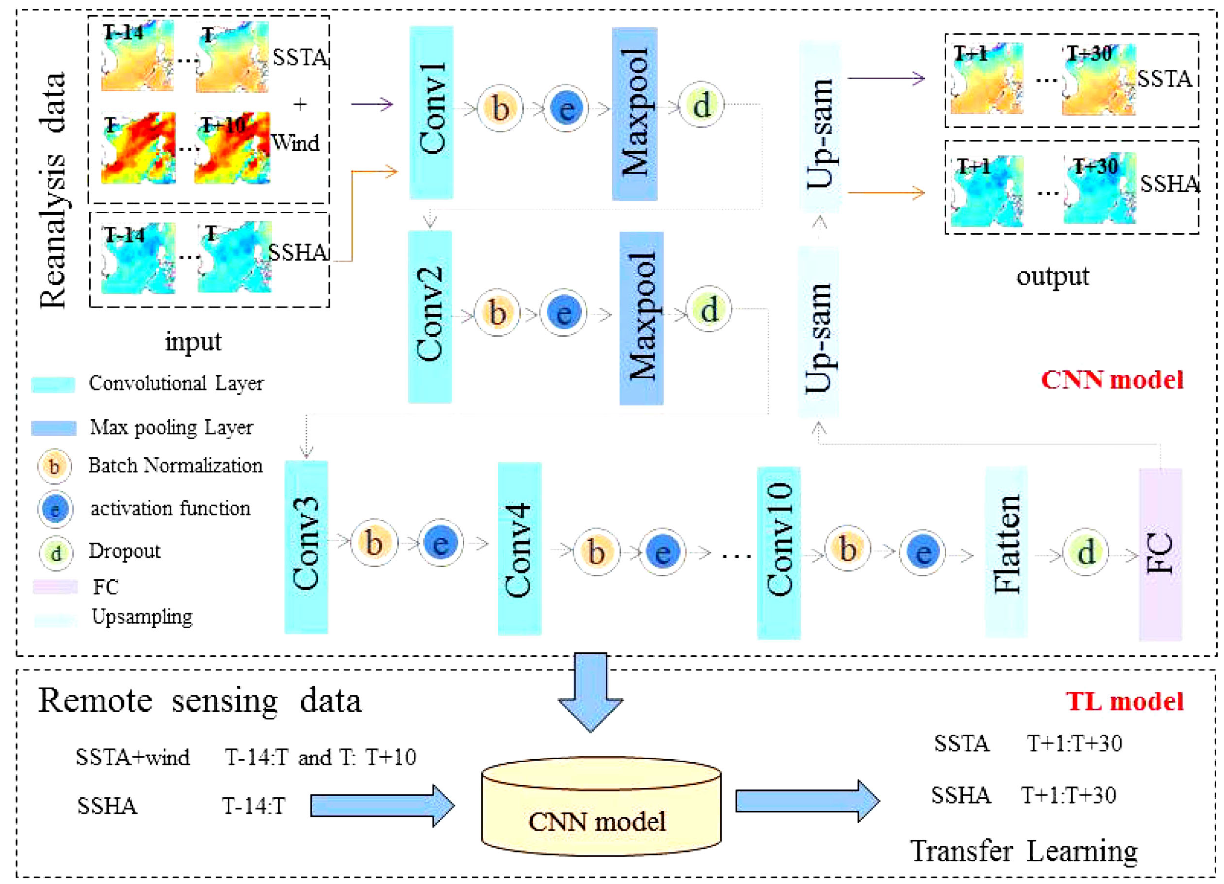 Reanalysis data
T-14
T
...
SSTA
+
T
T+10
...
Wind
T-14
T
...
SSHA
input
Conv1
b
e
Maxpool
d
Conv2
b
e
Maxpool
d
Up-sam
Up-sam
T+1
T+30
...
SSTA
T+1
T+30
...
SSHA
output
CNN model
Convolutional Layer
Max pooling Layer
b Batch Normalization
e activation function
d Dropout
FC
Upsampling
Conv3
b
e
Conv4
b
e
...
Conv10
b
e
Flatten
d
FC
Remote sensing data
TL model
SSTA+wind T-14:T and T: T+10
SSHA T-14:T
CNN model
SSTA T+1:T+30
SSHA T+1:T+30
Transfer Learning